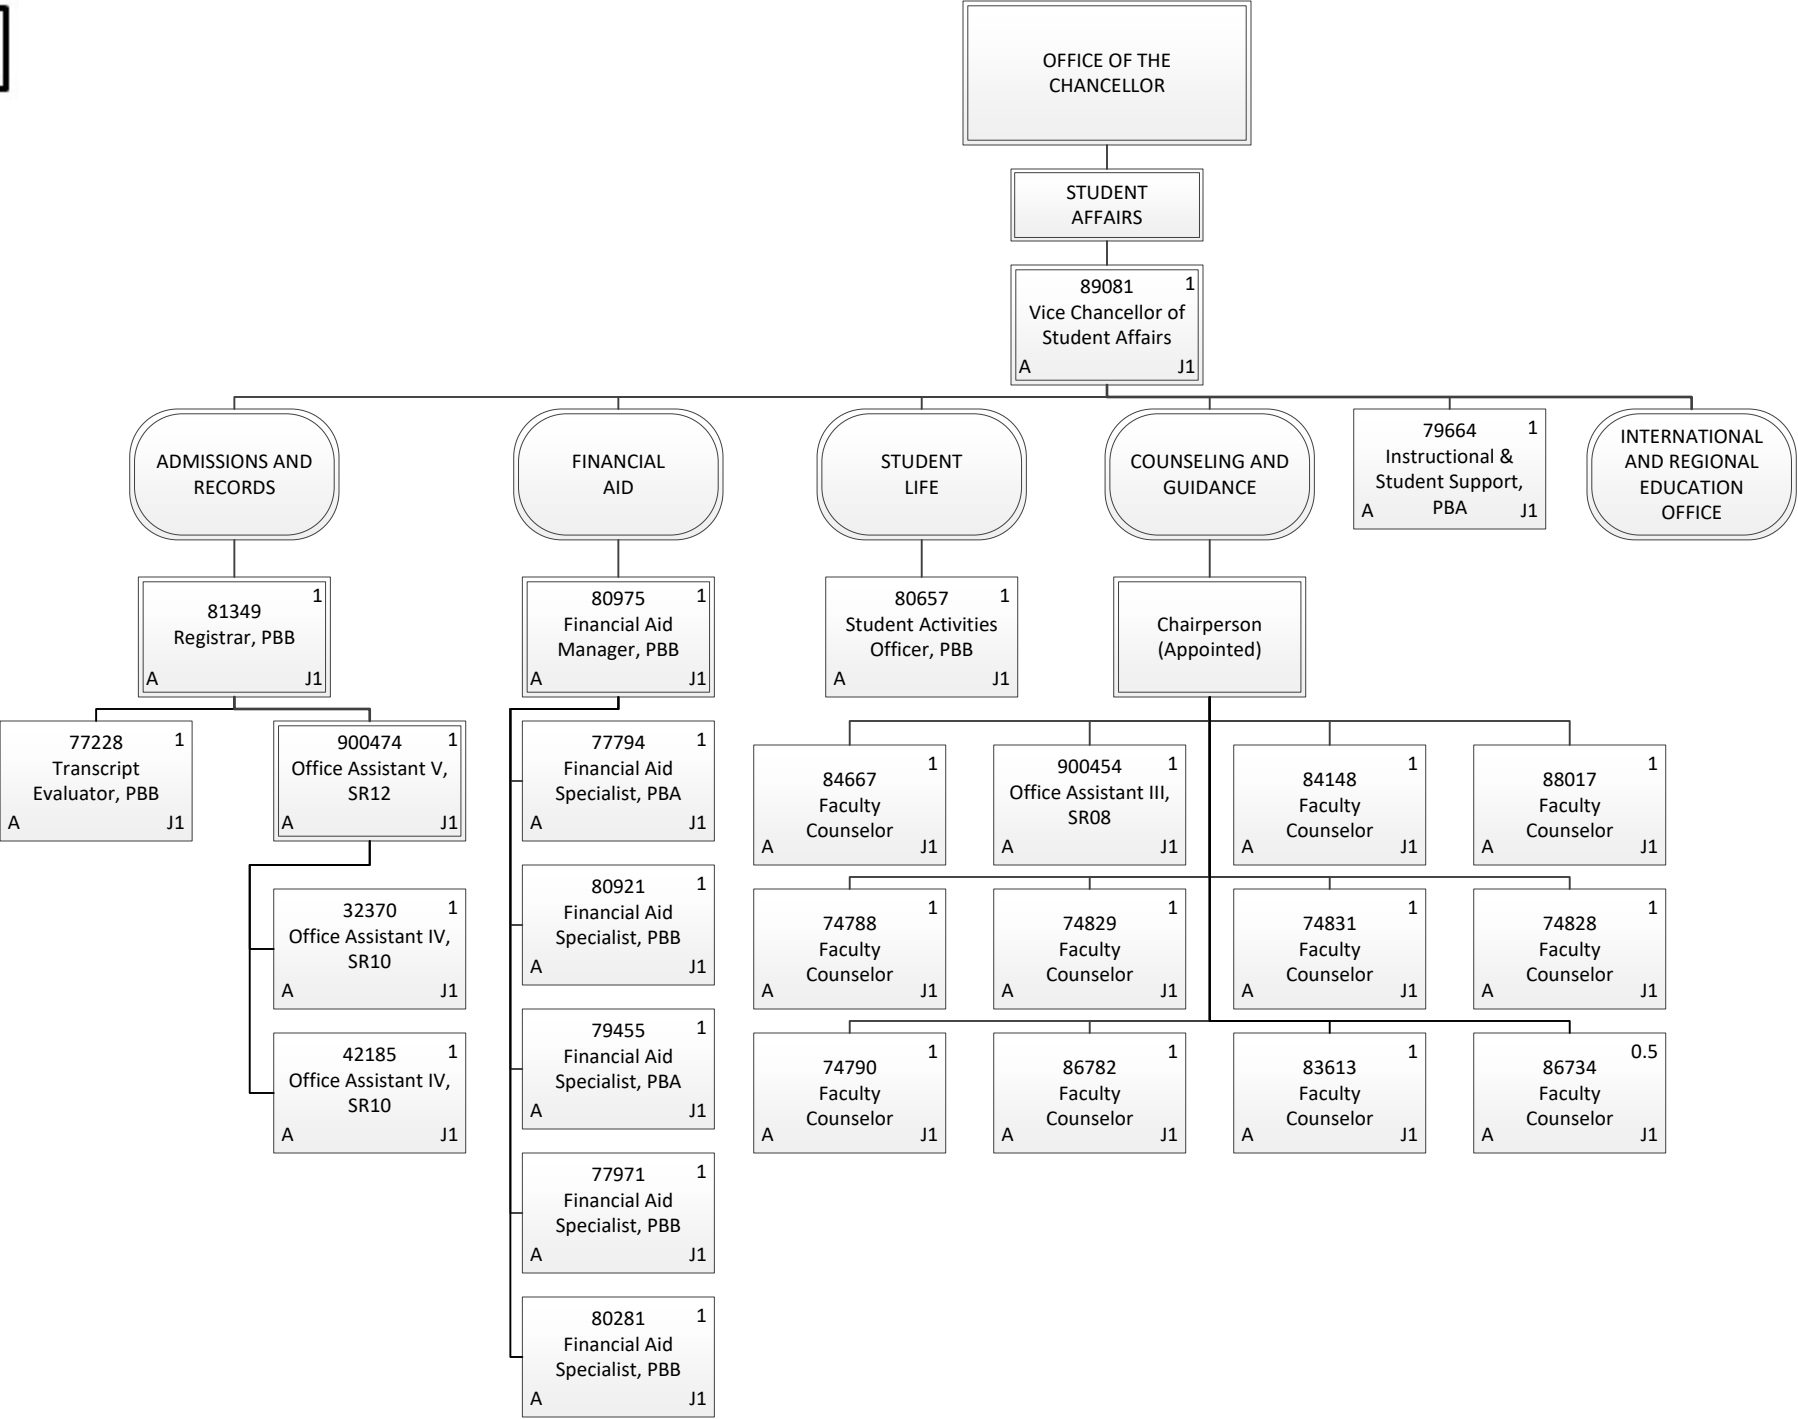 OFFICE OF THE
CHANCELLOR
STUDENT
AFFAIRS
89081 1
Vice Chancellor of
Student Affairs
A J1
ADMISSIONS AND
RECORDS
FINANCIAL
AID
STUDENT
LIFE
COUNSELING AND
GUIDANCE
79664 1
Instructional &
Student Support,
PBA
A J1
INTERNATIONAL
AND REGIONAL
EDUCATION
OFFICE
81349 1
Registrar, PBB
A J1
80975 1
Financial Aid
Manager, PBB
A J1
80657 1
Student Activities
Officer, PBB
A J1
Chairperson
(Appointed)
77228 1
Transcript
Evaluator, PBB
A J1
900474 1
Office Assistant V,
SR12
A J1
32370 1
Office Assistant IV,
SR10
A J1
42185 1
Office Assistant IV,
SR10
A J1
77794 1
Financial Aid
Specialist, PBA
A J1
80921 1
Financial Aid
Specialist, PBB
A J1
79455 1
Financial Aid
Specialist, PBA
A J1
77971 1
Financial Aid
Specialist, PBB
A J1
80281 1
Financial Aid
Specialist, PBB
A J1
84667 1
Faculty
Counselor
A J1
900454 1
Office Assistant III,
SR08
A J1
84148 1
Faculty
Counselor
A J1
88017 1
Faculty
Counselor
A J1
74788 1
Faculty
Counselor
A J1
74829 1
Faculty
Counselor
A J1
74831 1
Faculty
Counselor
A J1
74828 1
Faculty
Counselor
A J1
74790 1
Faculty
Counselor
A J1
86782 1
Faculty
Counselor
A J1
83613 1
Faculty
Counselor
A J1
86734 0.5
Faculty
Counselor
A J1